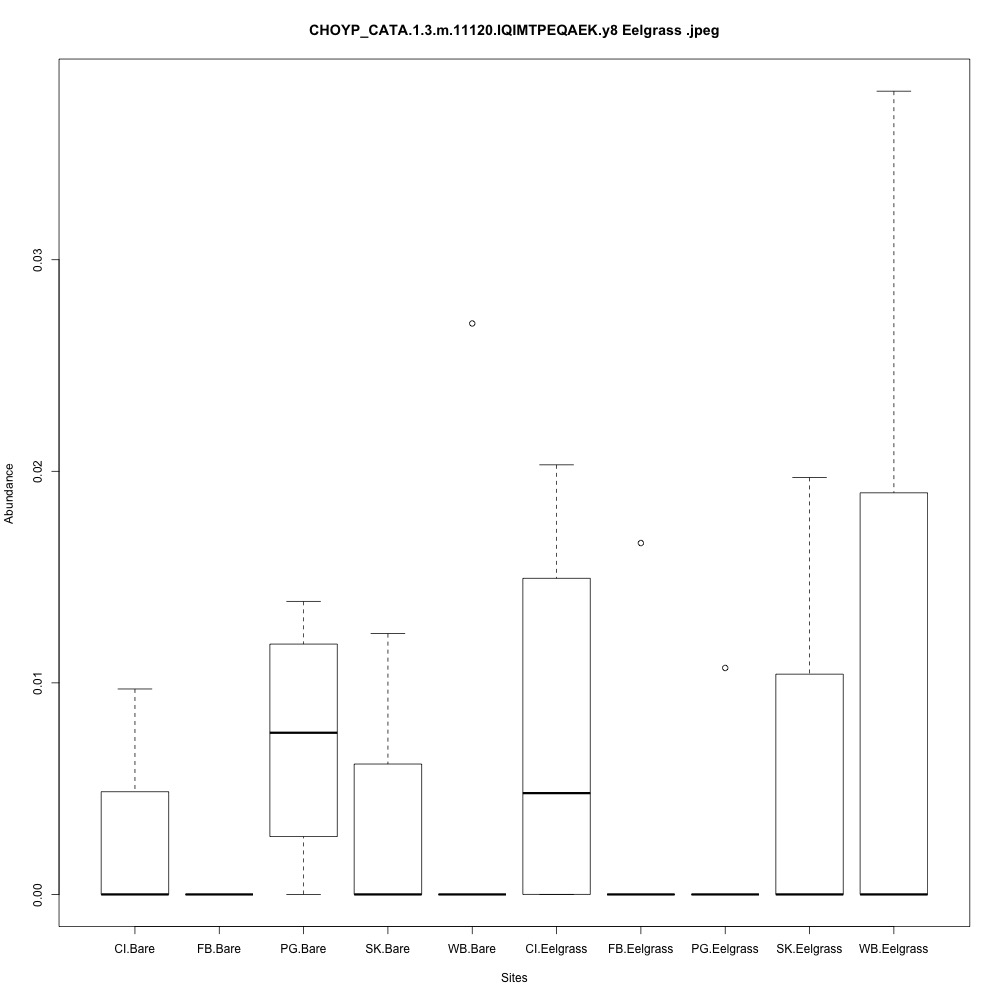 CHOYP_CATA.1.3.m.11120.IQIMTPEQAEK.y8 Eelgrass .jpeg
Abundance
0.03
0.02
0.01
0.00
CI.Bare FB.Bare PG.Bare SK.Bare WB.Bare CI.Eelgrass FB.Eelgrass PG.Eelgrass SK.Eelgrass WB.Eelgrass
Sites